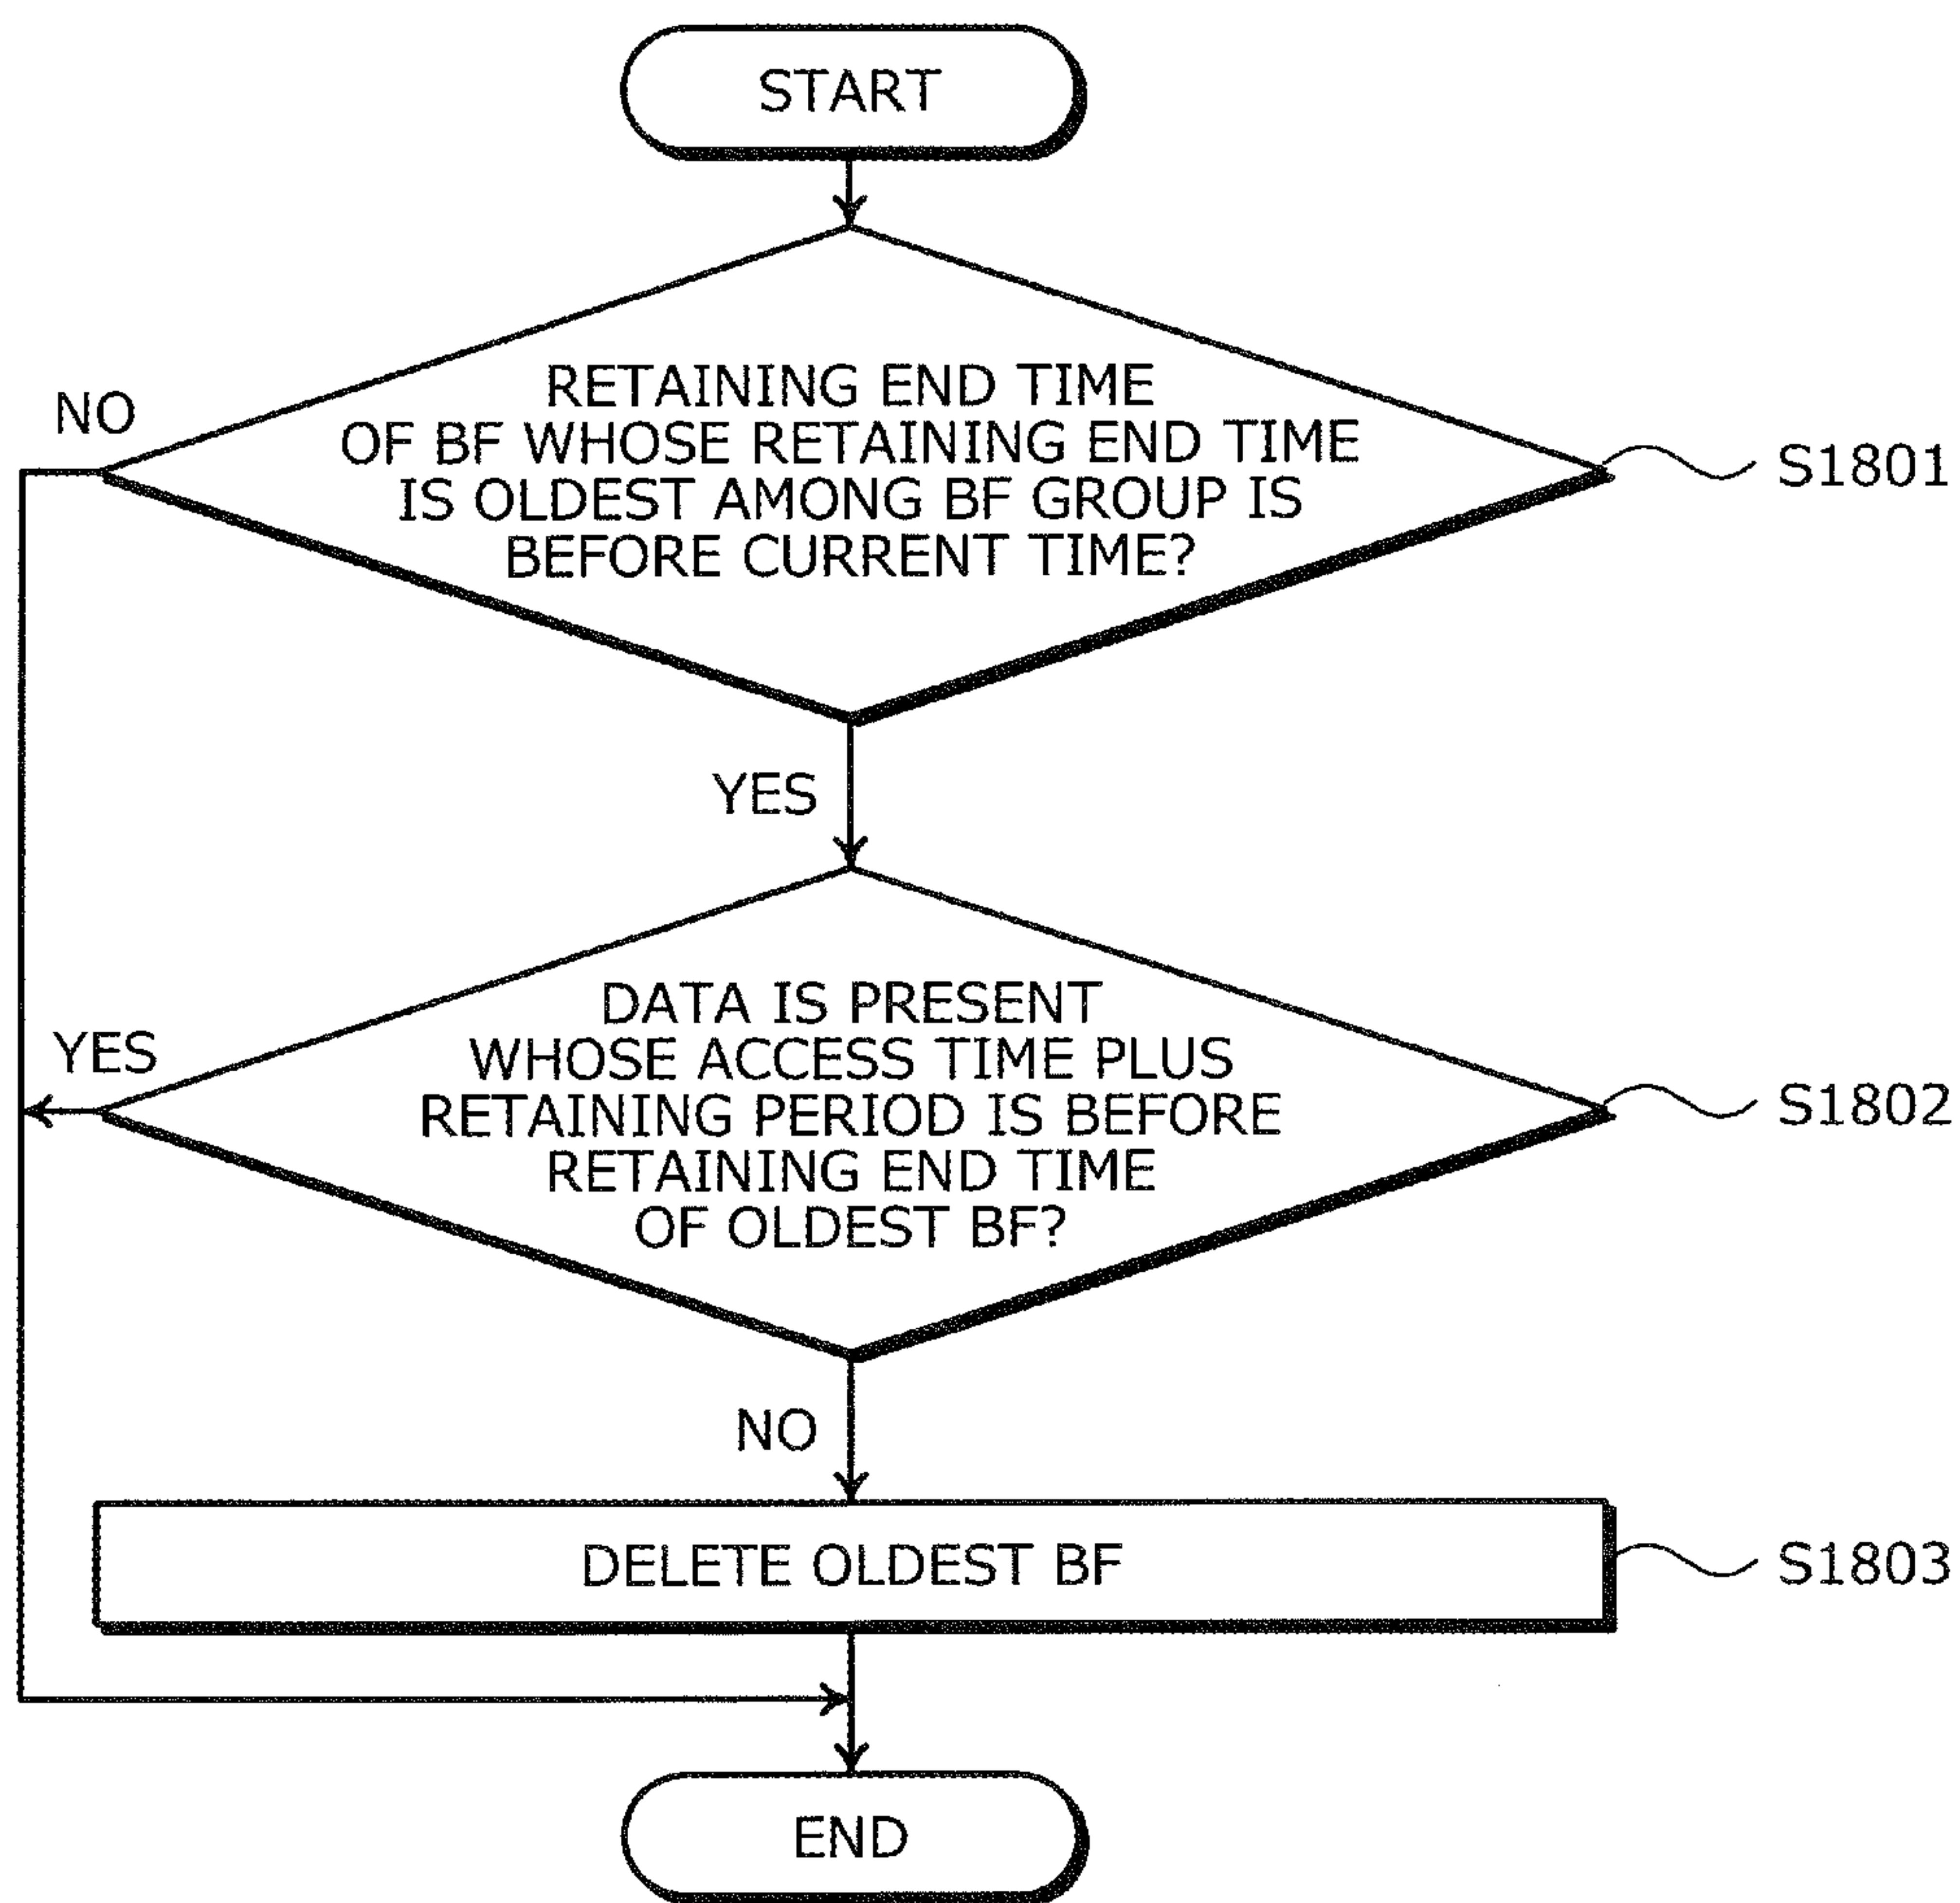 START
RETAINING END TIME
OF BF WHOSE RETAINING END TIME
IS OLDEST AMONG BF GROUP IS
BEFORE CURRENT TIME?
NO
S1801
YES
DATA IS PRESENT
WHOSE ACCESS TIME PLUS
RETAINING PERIOD IS BEFORE
RETAINING END TIME
OF OLDEST BF?
YES
S1802
NO
DELETE OLDEST BF
S1803
END